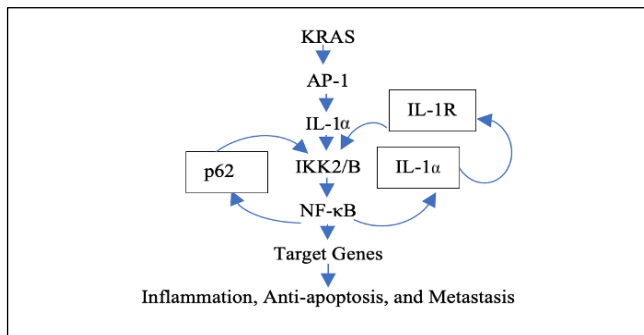 KRAS
AP-1
IL-1R
IL-1α
p62
IKK2/B
IL-1α
NF-κB
Target Genes
Inflammation, Anti-apoptosis, and Metastasis